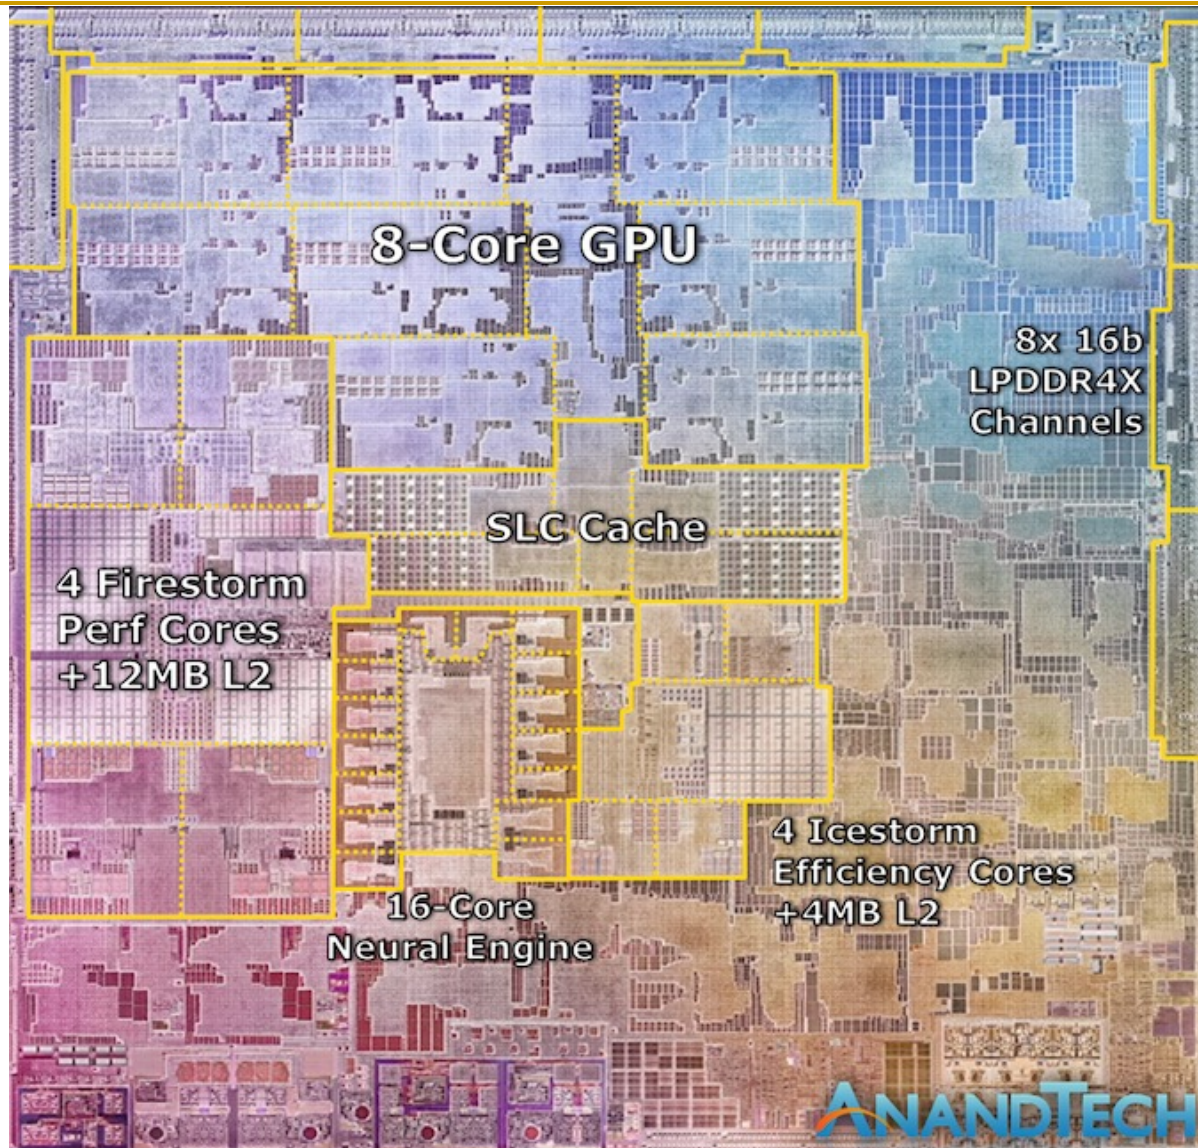 8-Core GPU
8x 16b
LPDDR4X
Channels
SLC Cache
4 Firestorm
Perf Cores
+12MB L2
4 Icestorm
Efficiency Cores
+4MB L2
16-Core
Neural Engine
ANANDTECH